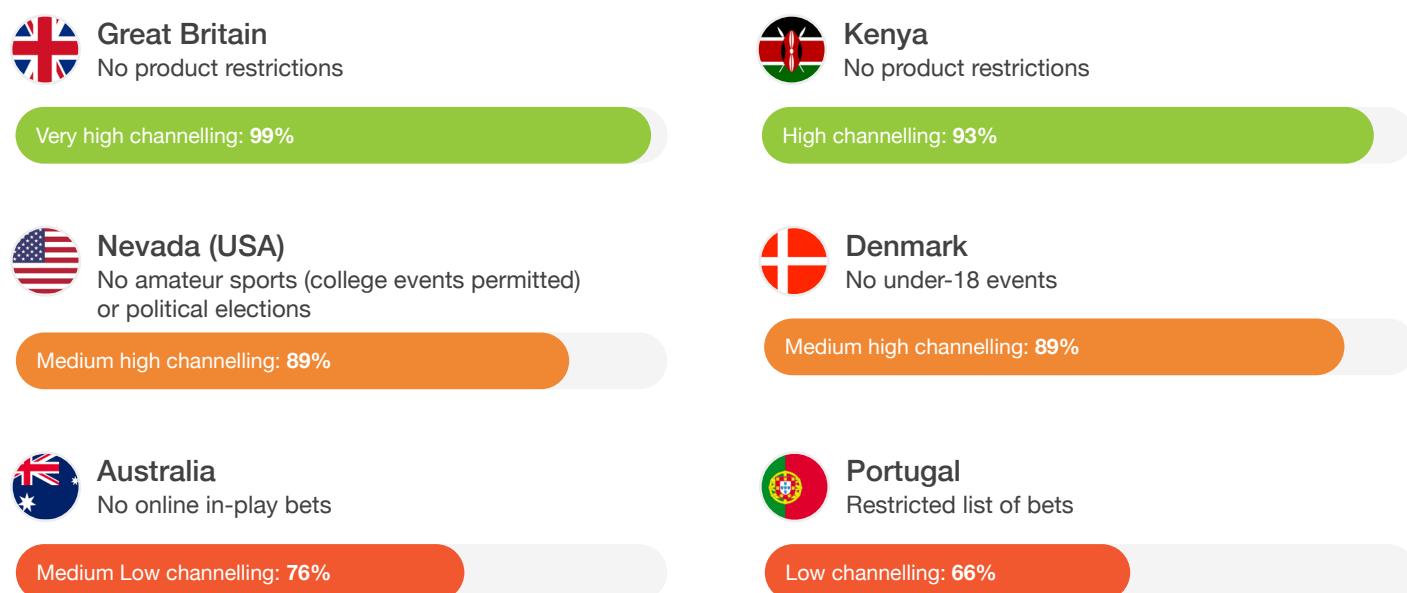 Great Britain
No product restrictions
Very high channelling: 99%
Kenya
No product restrictions
High channelling: 93%
Nevada (USA)
No amateur sports (college events permitted)
or political elections
Medium high channelling: 89%
Denmark
No under-18 events
Medium high channelling: 89%
Australia
No online in-play bets
Medium Low channelling: 76%
Portugal
Restricted list of bets
Low channelling: 66%